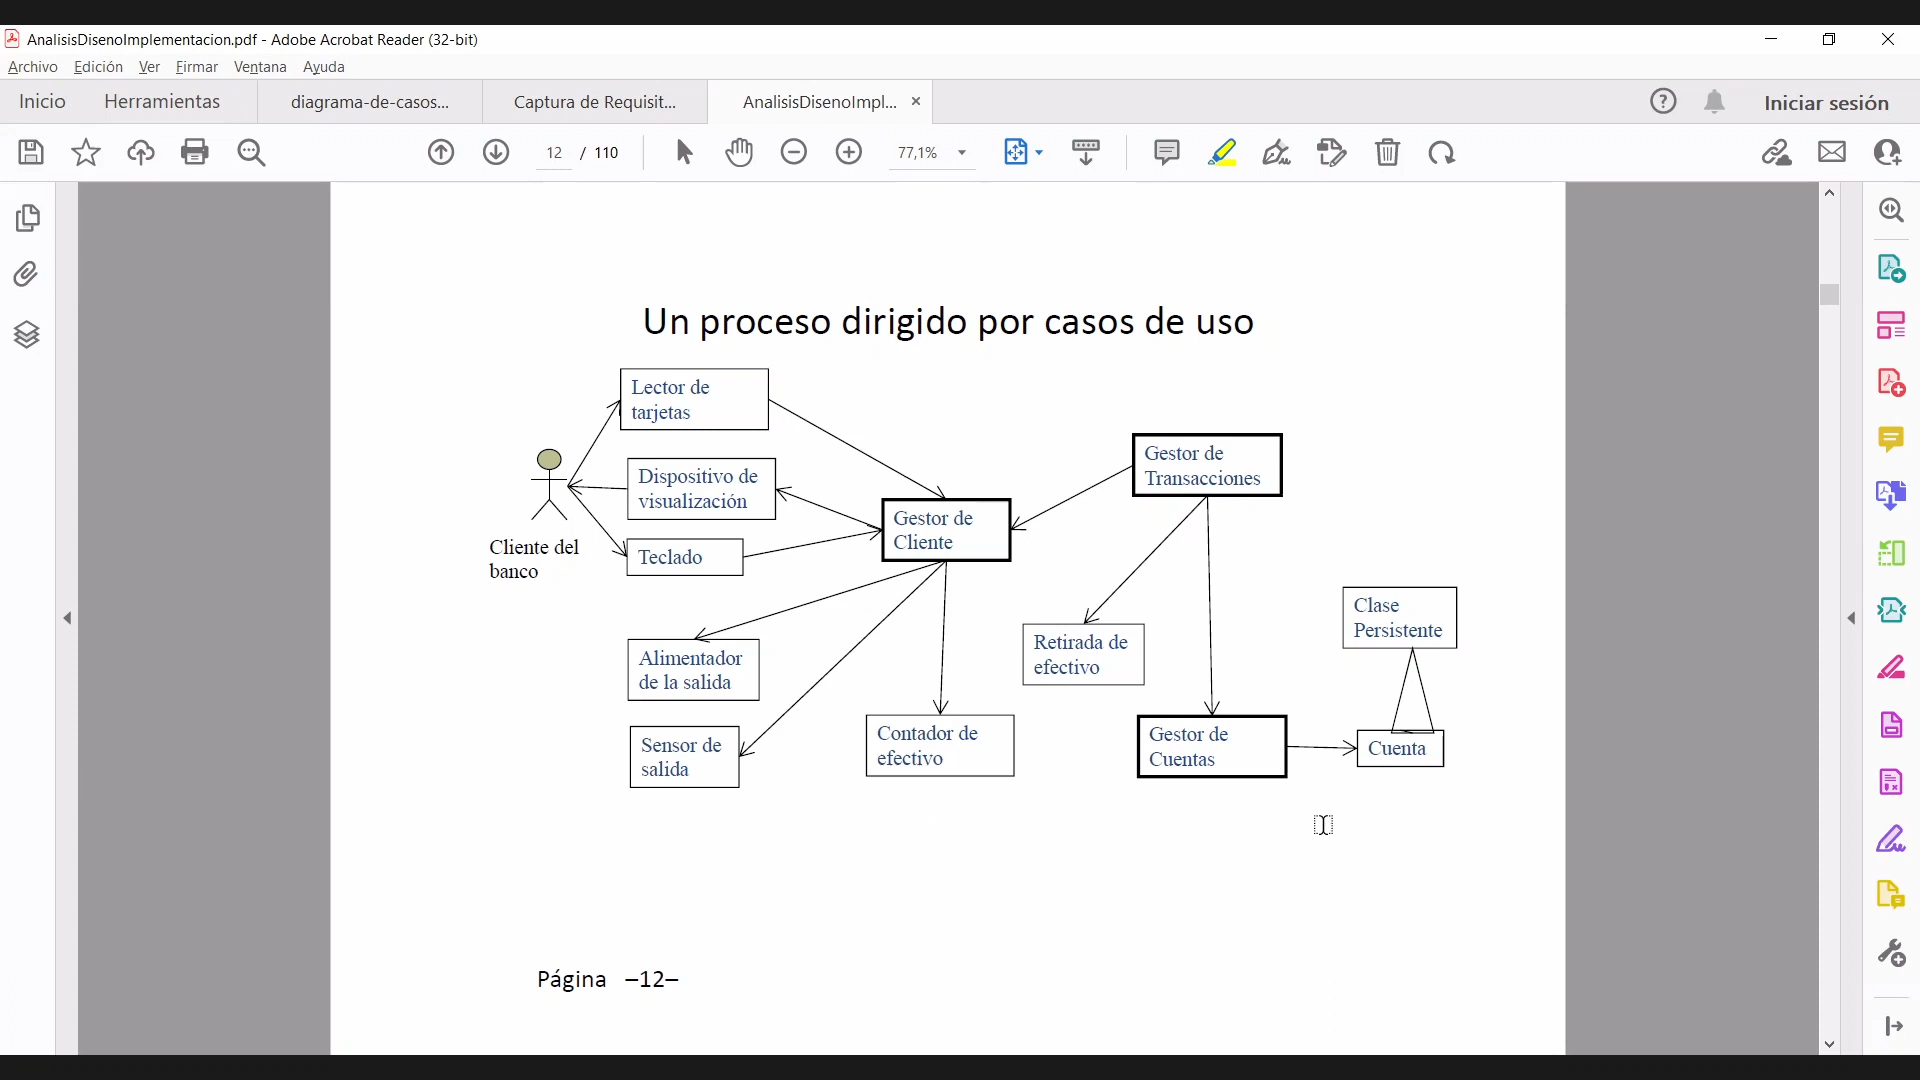 AnalisisDisenoImplementacion.pdf - Adobe Acrobat Reader (32-bit)
Archivo Edición Ver Firmar Ventana Ayuda
Inicio Herramientas diagrama-de-casos... Captura de Requisit... AnalisisDisenoImpl... Iniciar sesión
12 / 110 77,1%
Un proceso dirigido por casos de uso
Lector de
tarjetas
Dispositivo de
visualización
Teclado
Cliente del
banco
Gestor de
Cliente
Gestor de
Transacciones
Alimentador
de la salida
Sensor de
salida
Contador de
efectivo
Retirada de
efectivo
Gestor de
Cuentas
Clase
Persistente
Cuenta
Página –12–